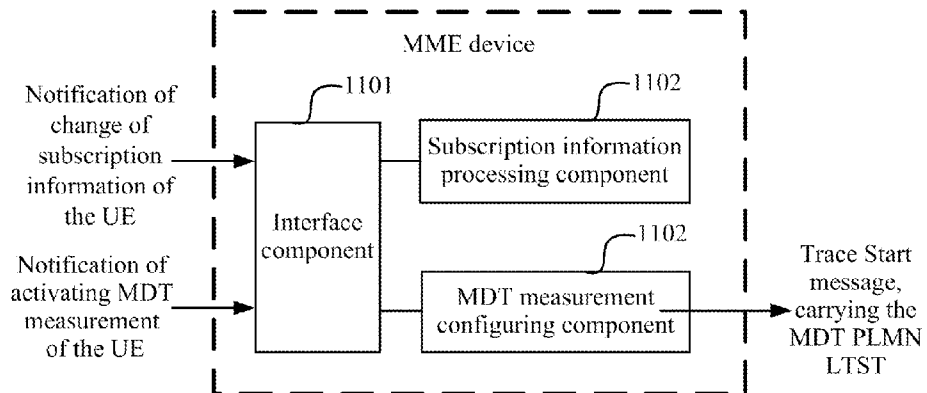 MME device
Notification of
change of
subscription
information of
the UE
1101
1102
Subscription information
processing component
Interface
component
Notification of
activating MDT
measurement
of the UE
1102
MDT measurement
configuring component
Trace Start
message,
carrying the
MDT PLMN
LTST